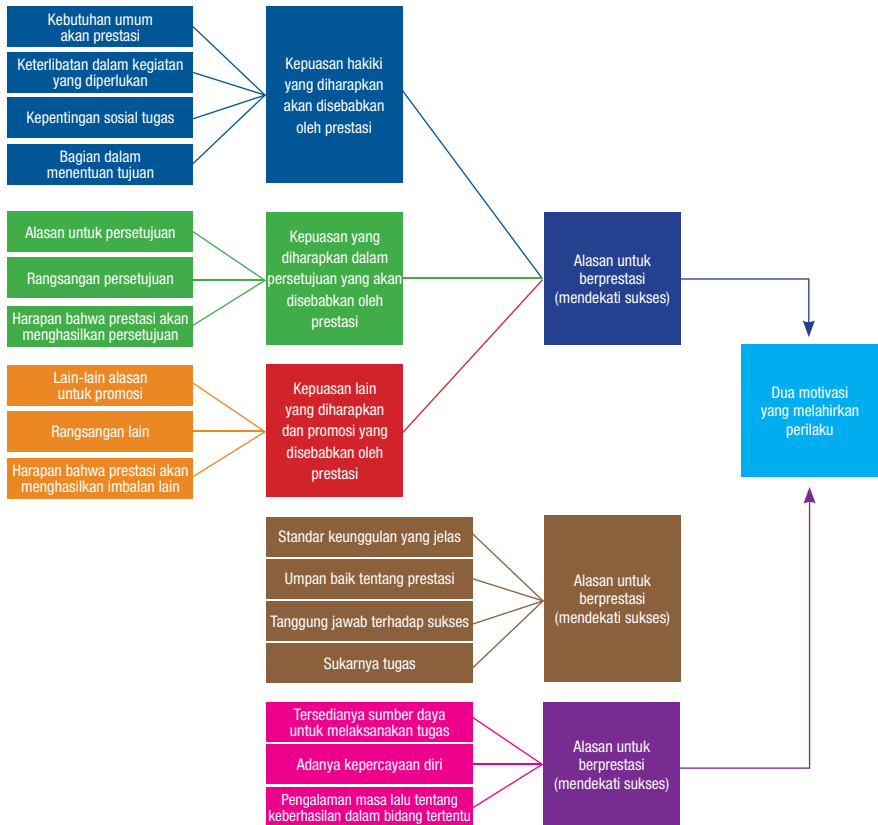 Kebutuhan umum
akan prestasi
Keterlibatan dalam kegiatan
yang diperlukan
Kepentingan sosial tugas
Bagian dalam
menentuan tujuan
Kepuasan hakiki
yang diharapkan
akan disebabkan
oleh prestasi
Alasan untuk persetujuan
Rangsangan persetujuan
Harapan bahwa prestasi akan
menghasilkan persetujuan
Kepuasan yang
diharapkan dalam
persetujuan yang akan
disebabkan oleh
prestasi
Lain-lain alasan
untuk promosi
Rangsangan lain
Harapan bahwa prestasi akan
menghasilkan imbalan lain
Kepuasan lain
yang diharapkan
dan promosi yang
disebabkan oleh
prestasi
Alasan untuk
berprestasi
(mendekati sukses)
Dua motivasi
yang melahirkan
perilaku
Standar keunggulan yang jelas
Umpan baik tentang prestasi
Tanggung jawab terhadap sukses
Sukarnya tugas
Alasan untuk
berprestasi
(mendekati sukses)
Tersedianya sumber daya
untuk melaksanakan tugas
Adanya kepercayaan diri
Pengalaman masa lalu tentang
keberhasilan dalam bidang tertentu
Alasan untuk
berprestasi
(mendekati sukses)